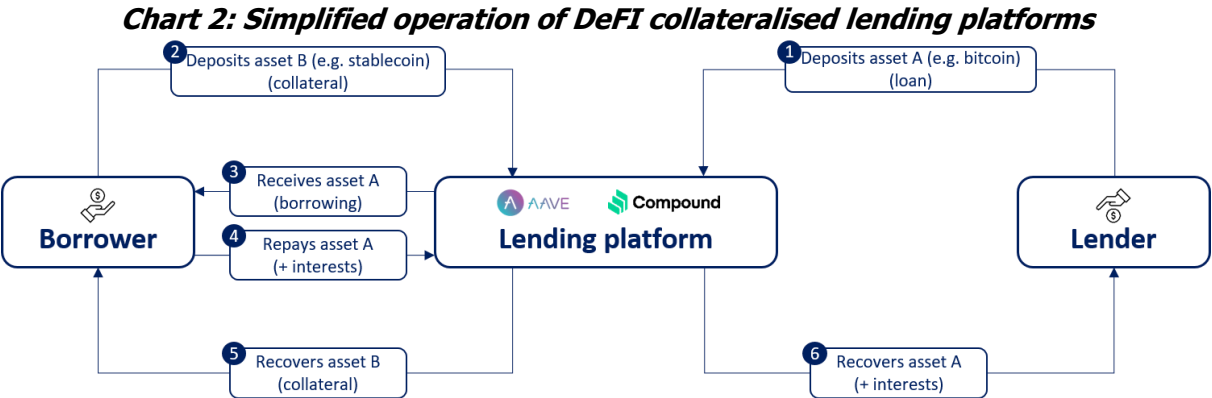 Chart 2: Simplified operation of DeFI collateralised lending platforms
2
Deposits asset B (e.g. stablecoin)
(collateral)
1
Deposits asset A (e.g. bitcoin)
(loan)
3
Receives asset A
(borrowing)
4
Repays asset A
(+ interests)
$
Borrower
AAVE
Compound
Lending platform
$
Lender
5
Recovers asset B
(collateral)
6
Recovers asset A
(+ interests)